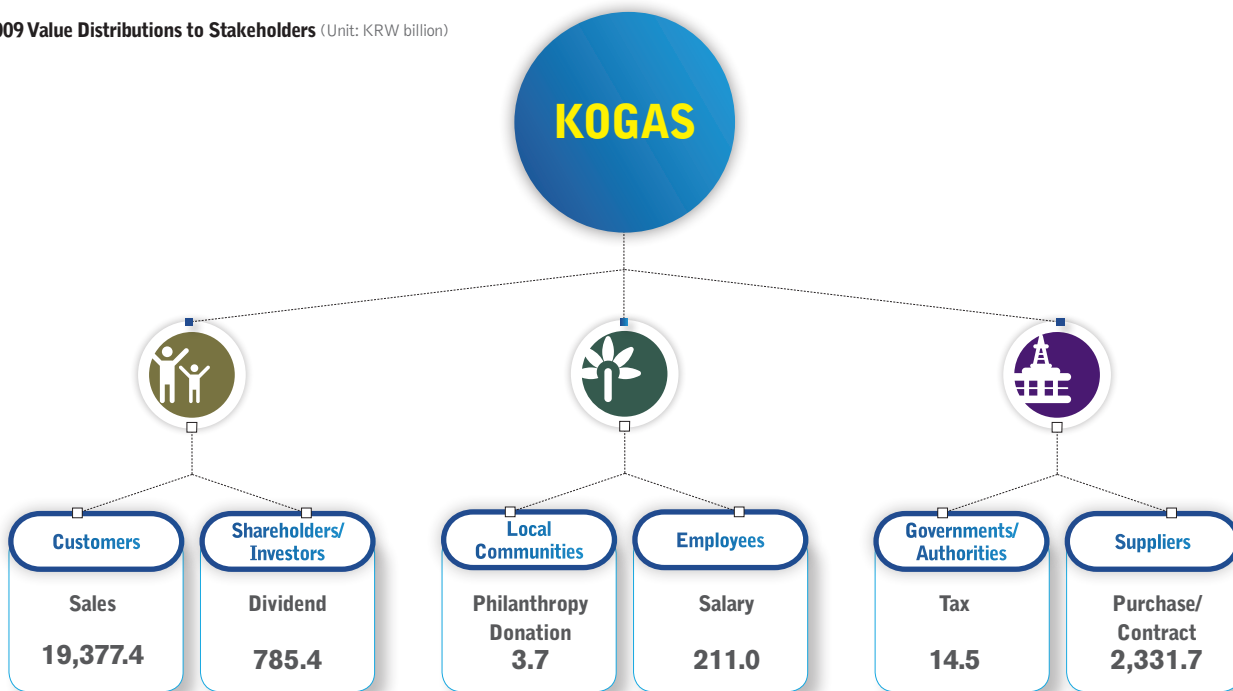 009 Value Distributions to Stakeholders (Unit: KRW billion)
KOGAS
Customers
Sales
19,377.4
Shareholders/
Investors
Dividend
785.4
Local
Communities
Philanthropy
Donation
3.7
Employees
Salary
211.0
Governments/
Authorities
Tax
14.5
Suppliers
Purchase/
Contract
2,331.7